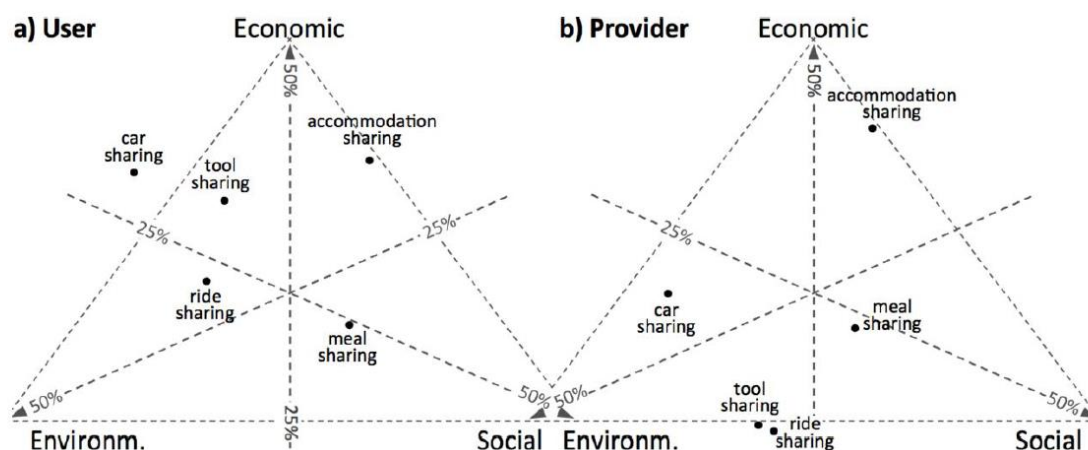 a) User
Economic
50%
car
sharing
tool
sharing
accommodation
sharing
25%
25%
ride
sharing
meal
sharing
50%
50%
25%
Environm.
Social
b) Provider
Economic
50%
accommodation
sharing
25%
25%
car
sharing
meal
sharing
50%
50%
tool
sharing
ride
sharing
Environm.
Social